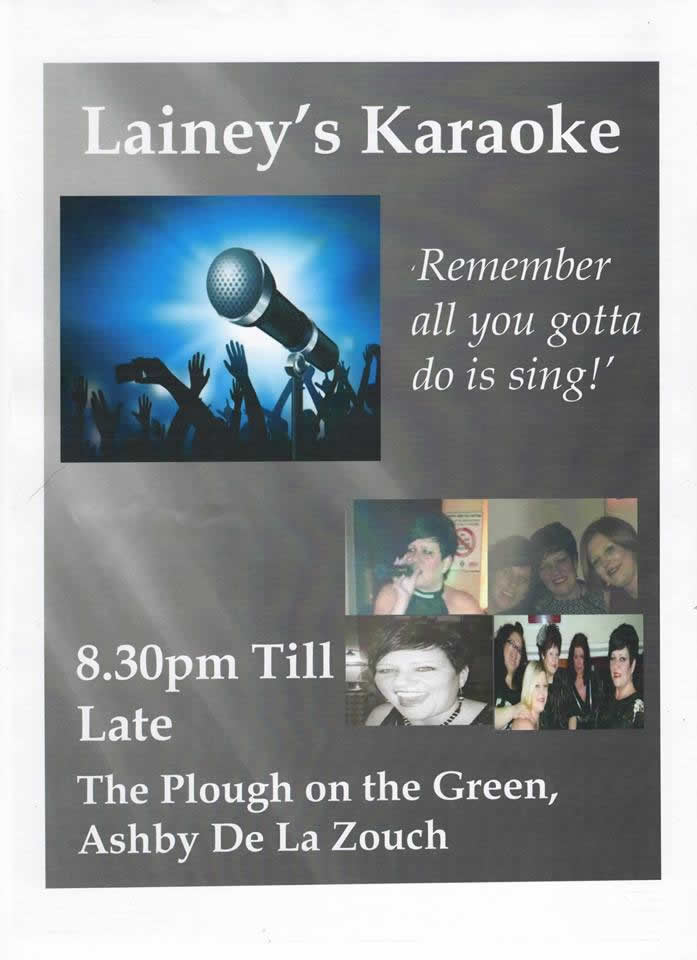 Lainey's Karaoke
'Remember
all you gotta
do is sing!'
8.30pm Till
Late
The Plough on the Green,
Ashby De La Zouch